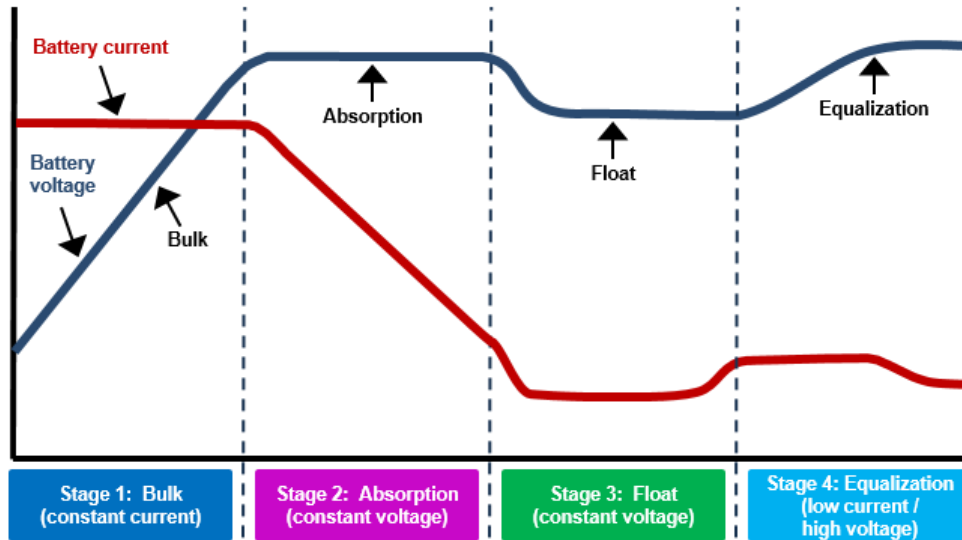 Battery current
Absorption
Equalization
Float
Battery
voltage
Bulk
Stage 1: Bulk
(constant current)
Stage 2: Absorption
(constant voltage)
Stage 3: Float
(constant voltage)
Stage 4: Equalization
(low current /
high voltage)